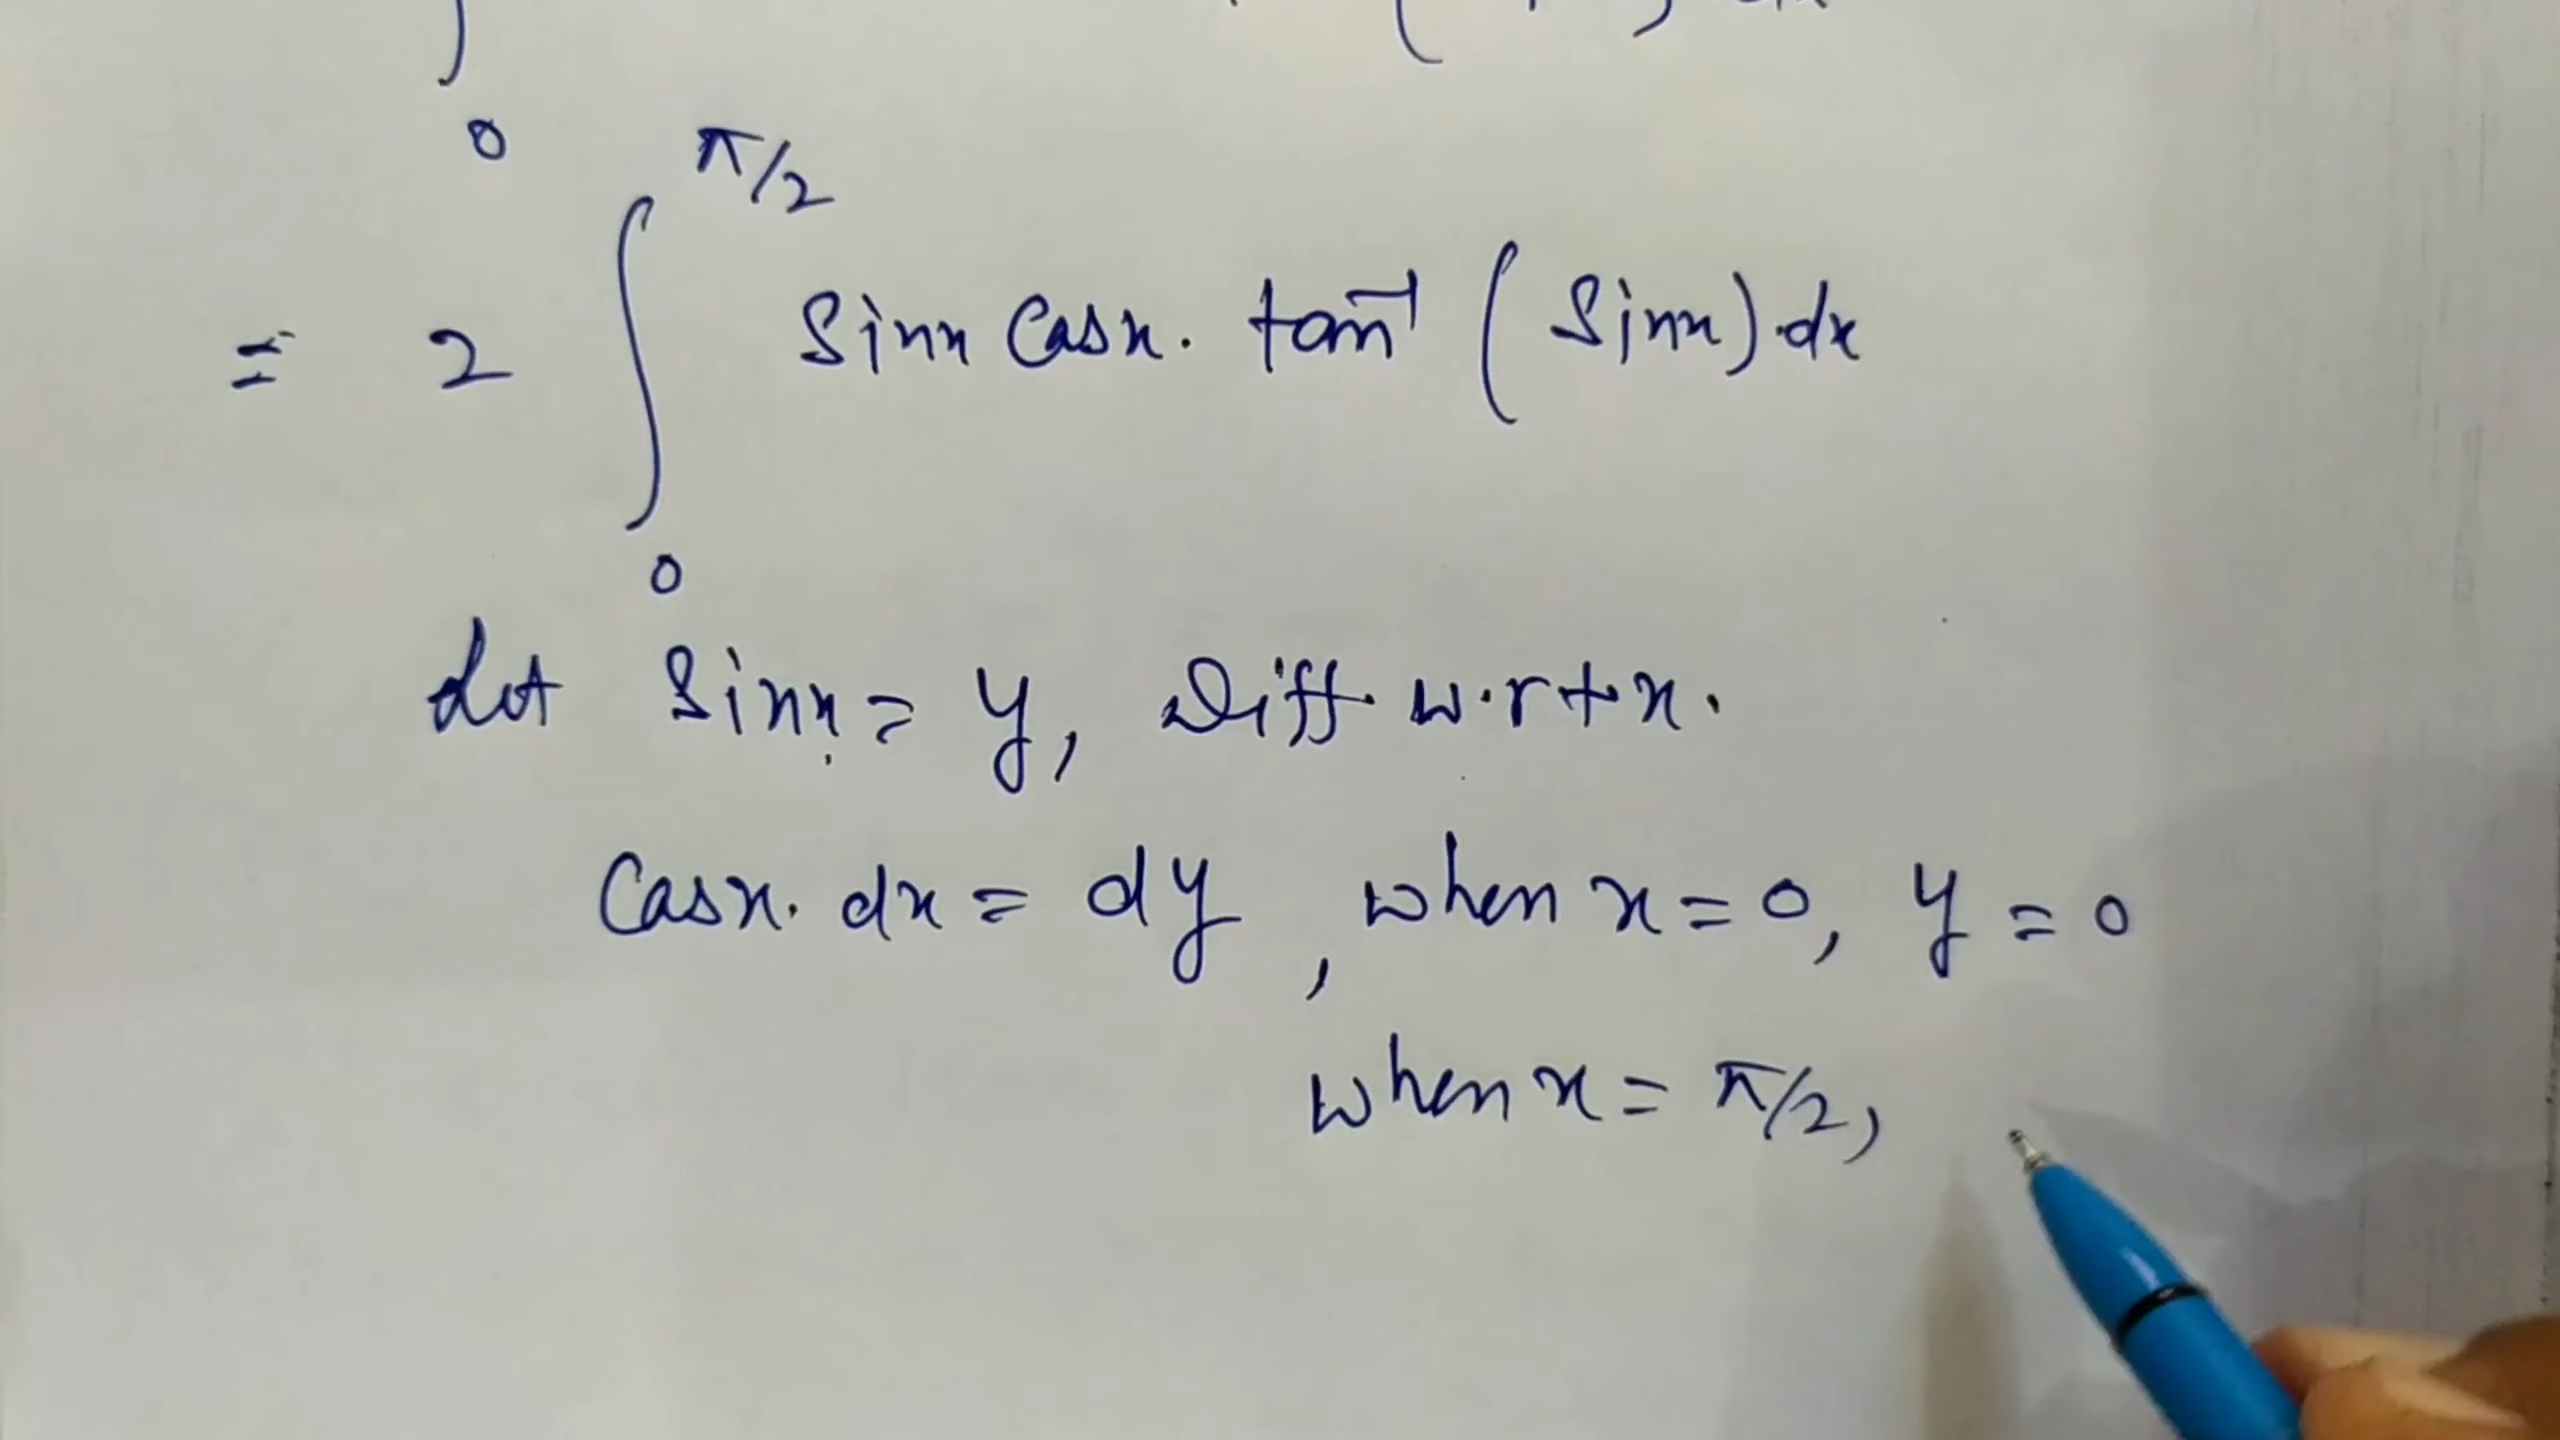 0
= 2 ∫₀^{π/2} Sinx Cosx. tan⁻¹ (Sinx).dx
Let Sinx = y, Diff. w.r.t x.
Cosx. dx = dy, when x = 0, y = 0
when x = π/2,